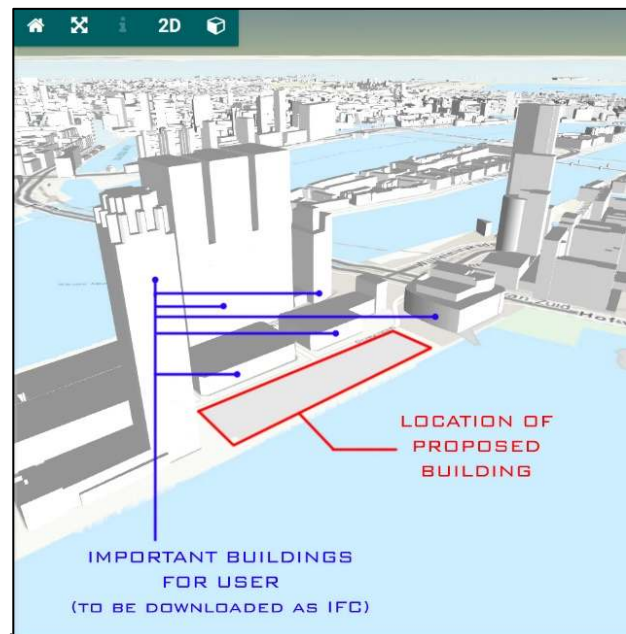 2D
LOCATION OF
PROPOSED
BUILDING
IMPORTANT BUILDINGS
FOR USER
(TO BE DOWNLOADED AS IFC)